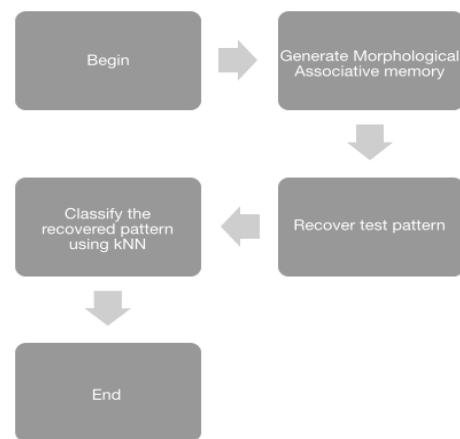 Begin
Generate Morphological
Associative memory
Recover test pattern
Classify the
recovered pattern
using kNN
End